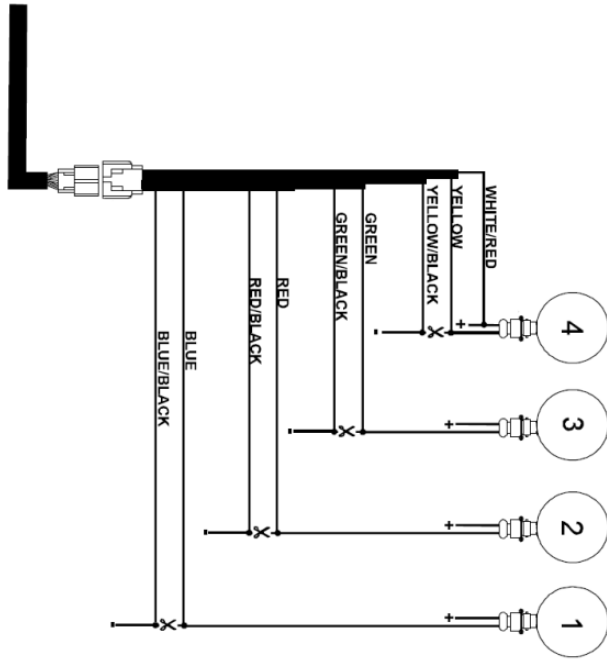 WHITE/RED
YELLOW
YELLOW/BLACK
GREEN
GREEN/BLACK
RED
RED/BLACK
BLUE
BLUE/BLACK
4
+
-
3
+
-
2
+
-
1
+
-